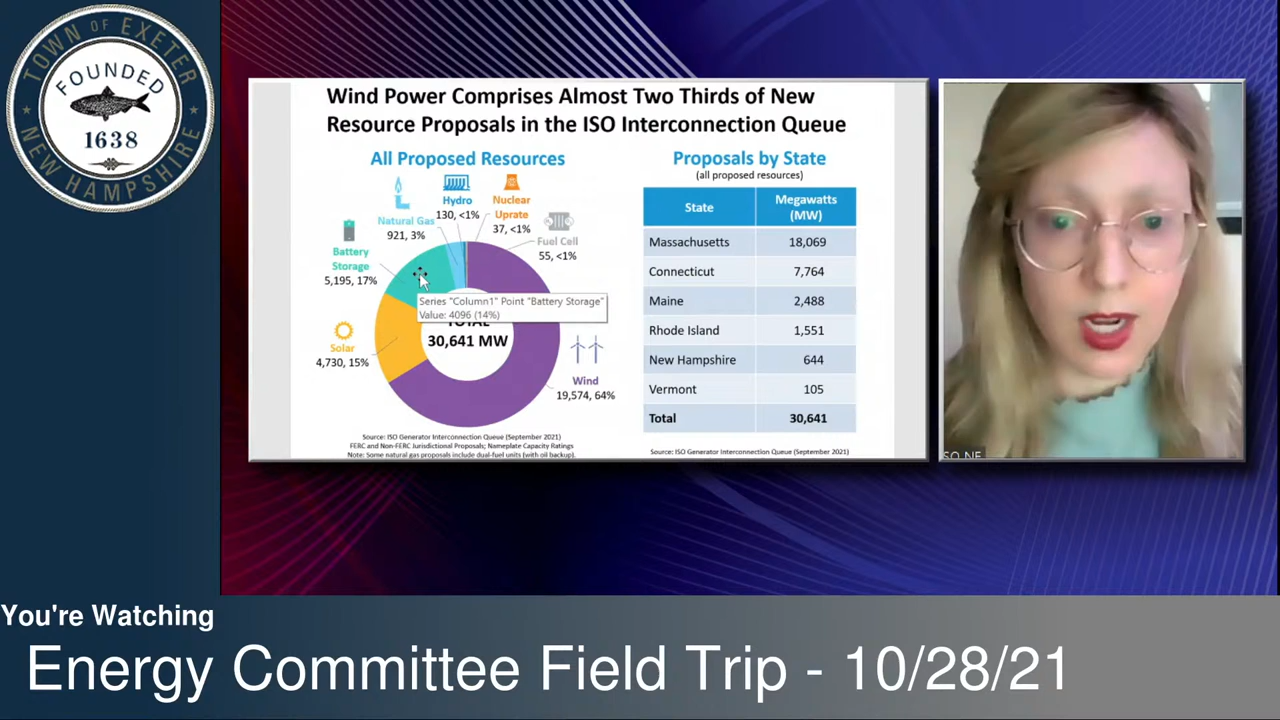 TOWN OF EXETER
FOUNDED
1638
NEW HAMPSHIRE
Wind Power Comprises Almost Two Thirds of New
Resource Proposals in the ISO Interconnection Queue
All Proposed Resources
Hydro
130, <1%
Nuclear
Uprate
37, <1%
Natural Gas
921, 3%
Fuel Cell
55, <1%
Battery
Storage
5,195, 17%
Series "Column1" Point "Battery Storage"
Value: 4096 (14%)
TOTAL
30,641 MW
Solar
4,730, 15%
Wind
19,574, 64%
Source: ISO Generator Interconnection Queue (September 2021)
FERC and Non-FERC Jurisdictional Proposals; Nameplate Capacity Ratings
Note: Some natural gas proposals include dual-fuel units (with oil backup).
Proposals by State
(all proposed resources)
State Megawatts
(MW)
Massachusetts 18,069
Connecticut 7,764
Maine 2,488
Rhode Island 1,551
New Hampshire 644
Vermont 105
Total 30,641
Source: ISO Generator Interconnection Queue (September 2021)
You're Watching
Energy Committee Field Trip - 10/28/21